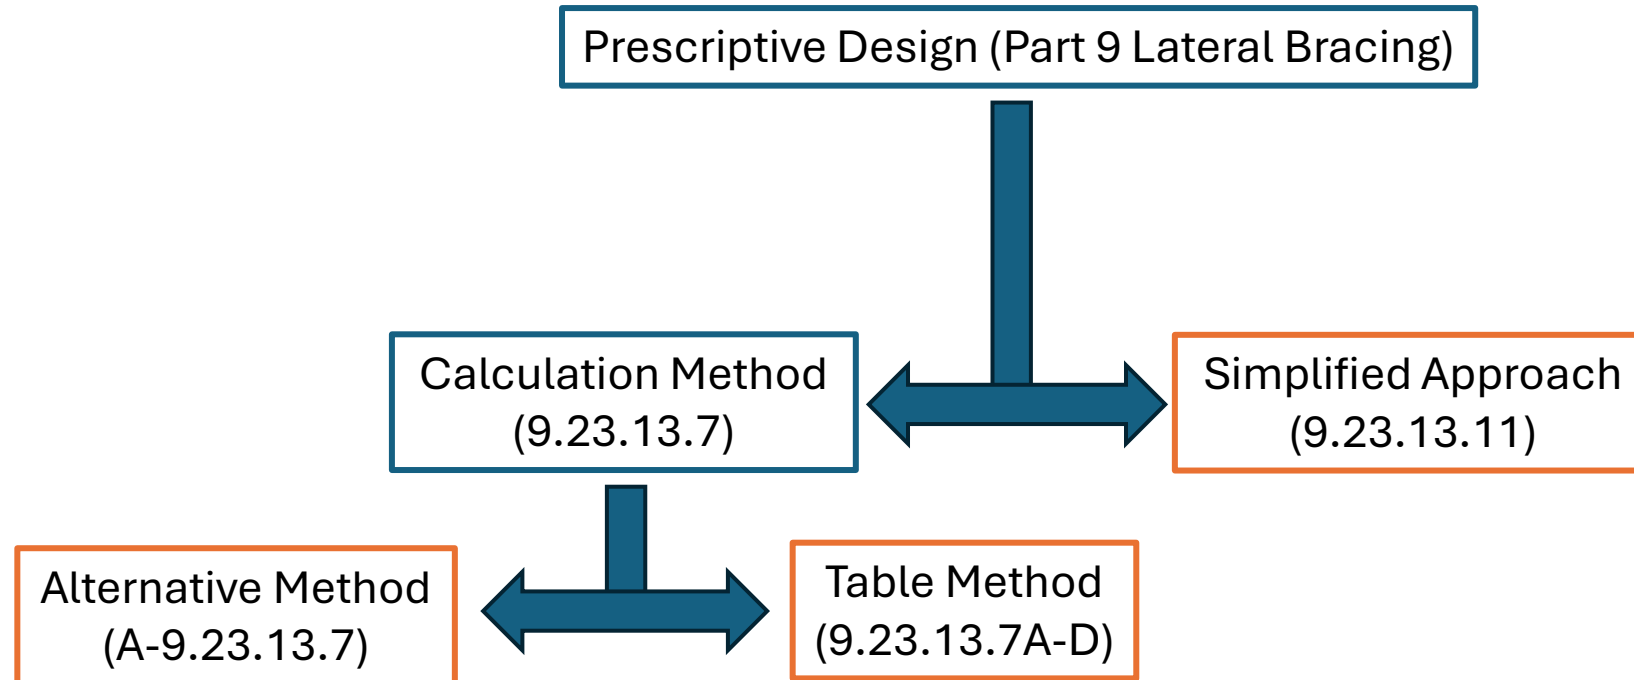 Prescriptive Design (Part 9 Lateral Bracing)
Calculation Method
(9.23.13.7)
Simplified Approach
(9.23.13.11)
Alternative Method
(A-9.23.13.7)
Table Method
(9.23.13.7A-D)